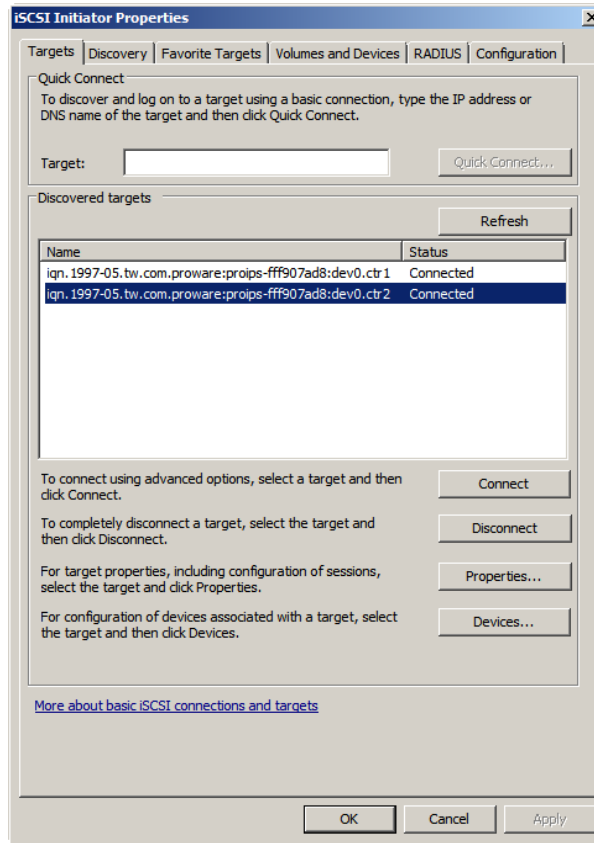 iSCSI Initiator Properties
Targets Discovery Favorite Targets Volumes and Devices RADIUS Configuration
Quick Connect
To discover and log on to a target using a basic connection, type the IP address or
DNS name of the target and then click Quick Connect.
Target: Quick Connect...
Discovered targets
Refresh
Name Status
iqn.1997-05.tw.com.proware:proips-fff907ad8:dev0.ctr1 Connected
iqn.1997-05.tw.com.proware:proips-fff907ad8:dev0.ctr2 Connected
To connect using advanced options, select a target and then
click Connect.
Connect
To completely disconnect a target, select the target and
then click Disconnect.
Disconnect
For target properties, including configuration of sessions,
select the target and click Properties.
Properties...
For configuration of devices associated with a target, select
the target and then click Devices.
Devices...
More about basic iSCSI connections and targets
OK Cancel Apply